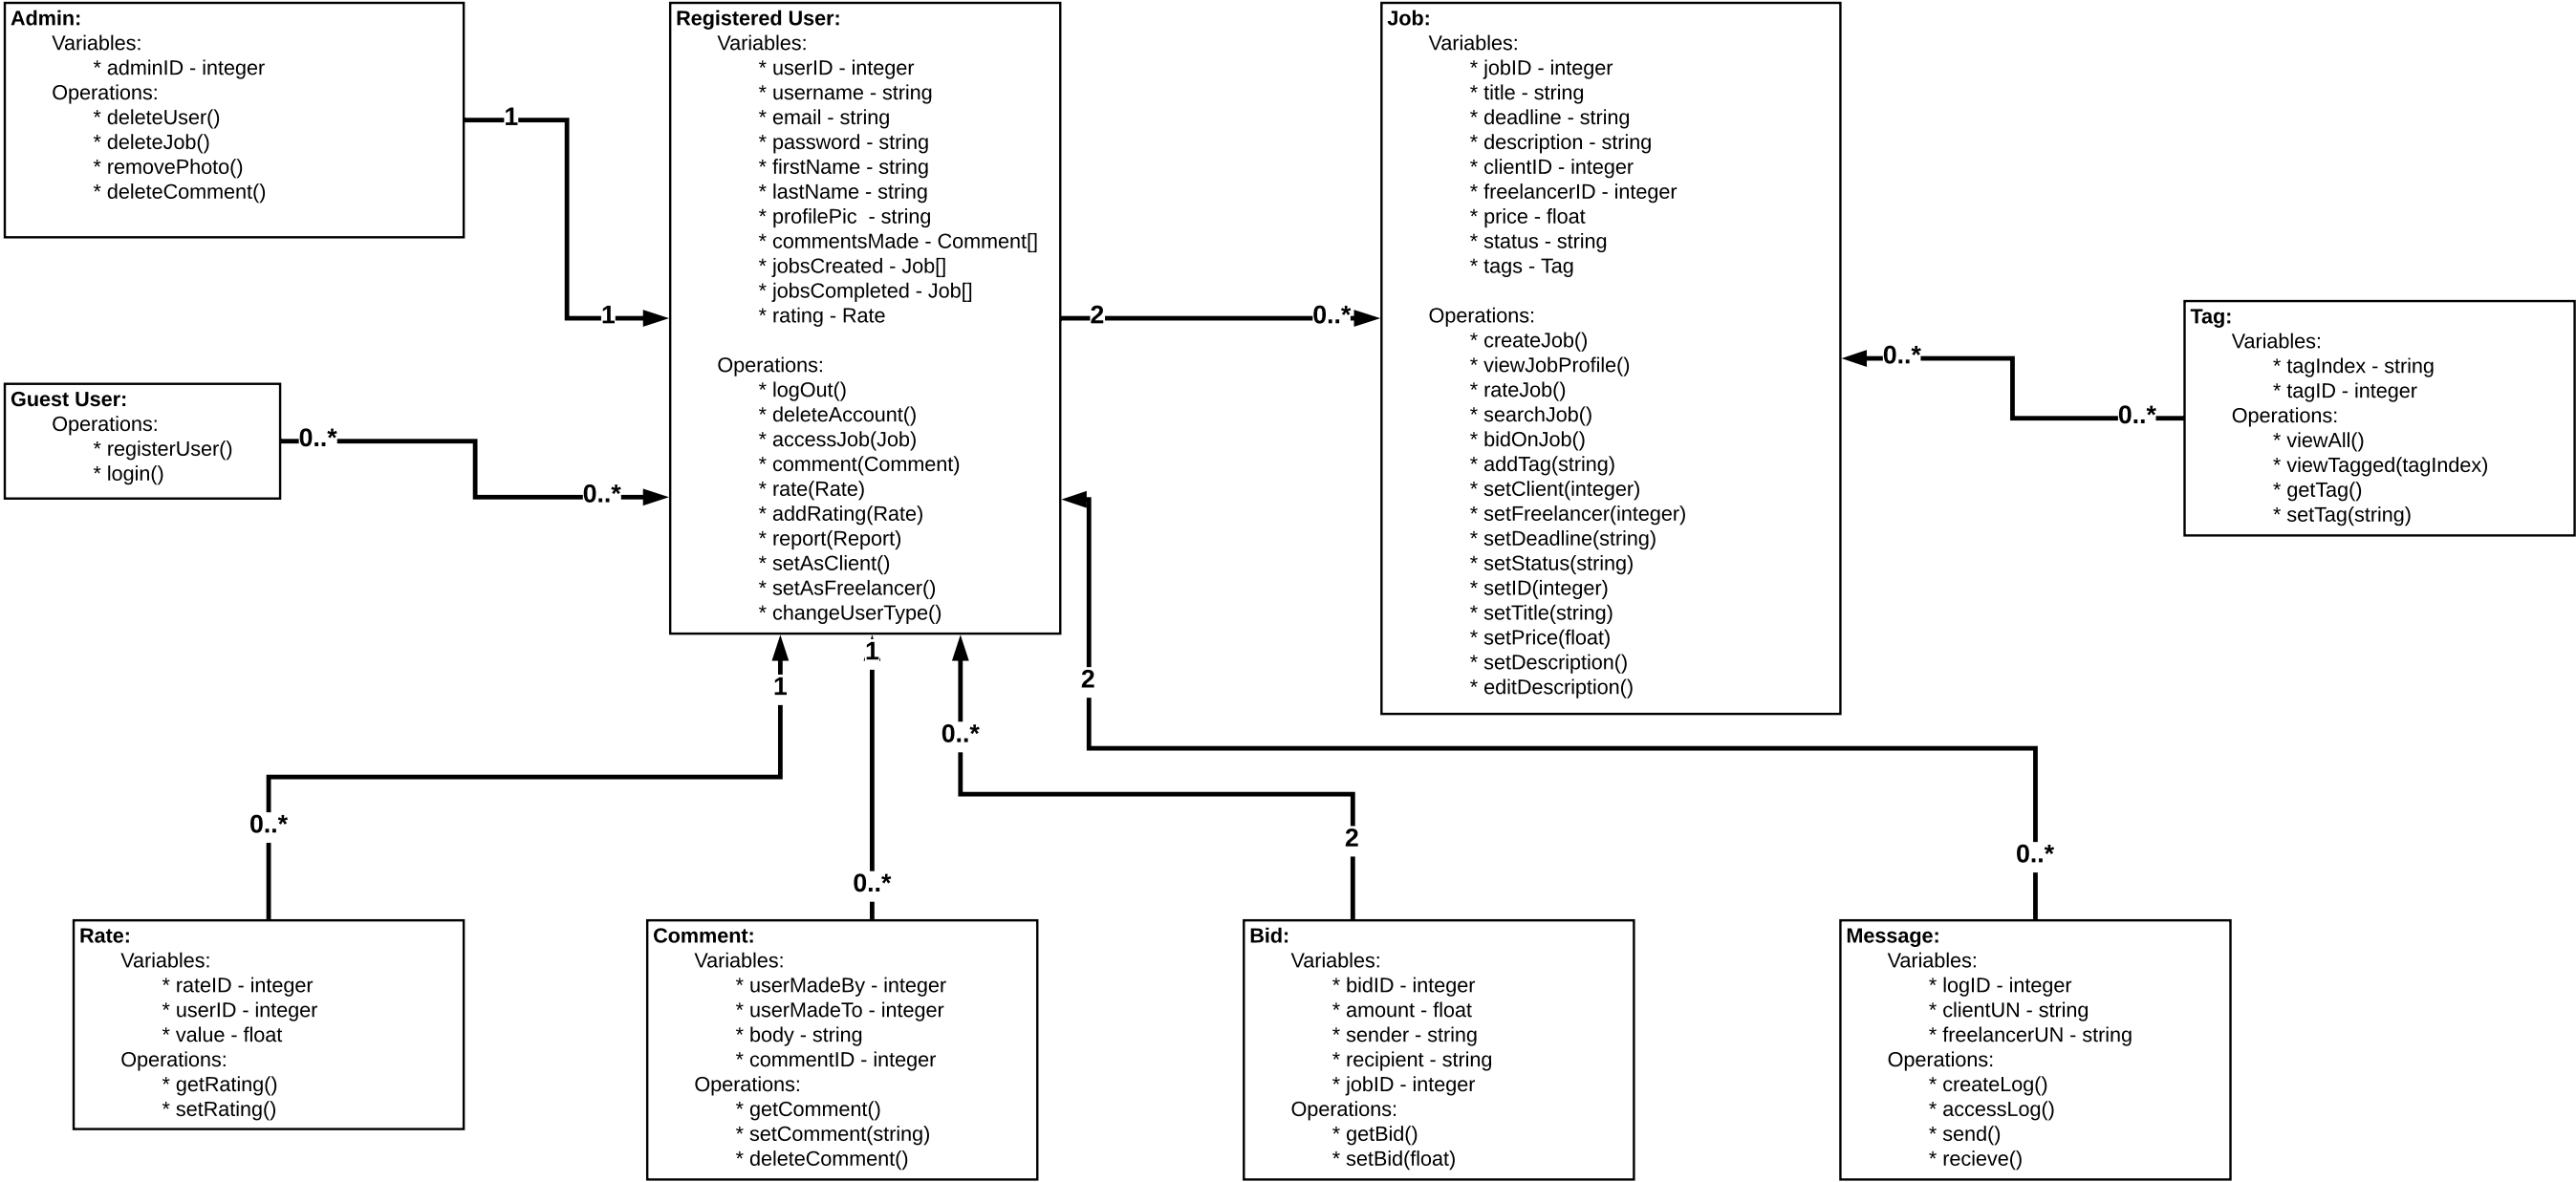 Admin:
Variables:
* adminID - integer
Operations:
* deleteUser()
* deleteJob()
* removePhoto()
* deleteComment()
1
1
Guest User:
Operations:
* registerUser()
* login()
0..*
0..*
Registered User:
Variables:
* userID - integer
* username - string
* email - string
* password - string
* firstName - string
* lastName - string
* profilePic  - string
* commentsMade - Comment[]
* jobsCreated - Job[]
* jobsCompleted - Job[]
* rating - Rate
Operations:
* logOut()
* deleteAccount()
* accessJob(Job)
* comment(Comment)
* rate(Rate)
* addRating(Rate)
* report(Report)
* setAsClient()
* setAsFreelancer()
* changeUserType()
2
0..*
Job:
Variables:
* jobID - integer
* title - string
* deadline - string
* description - string
* clientID - integer
* freelancerID - integer
* price - float
* status - string
* tags - Tag
Operations:
* createJob()
* viewJobProfile()
* rateJob()
* searchJob()
* bidOnJob()
* addTag(string)
* setClient(integer)
* setFreelancer(integer)
* setDeadline(string)
* setStatus(string)
* setID(integer)
* setTitle(string)
* setPrice(float)
* setDescription()
* editDescription()
0..*
0..*
Tag:
Variables:
* tagIndex - string
* tagID - integer
Operations:
* viewAll()
* viewTagged(tagIndex)
* getTag()
* setTag(string)
1
1
0..*
2
0..*
0..*
2
0..*
Rate:
Variables:
* rateID - integer
* userID - integer
* value - float
Operations:
* getRating()
* setRating()
Comment:
Variables:
* userMadeBy - integer
* userMadeTo - integer
* body - string
* commentID - integer
Operations:
* getComment()
* setComment(string)
* deleteComment()
Bid:
Variables:
* bidID - integer
* amount - float
* sender - string
* recipient - string
* jobID - integer
Operations:
* getBid()
* setBid(float)
Message:
Variables:
* logID - integer
* clientUN - string
* freelancerUN - string
Operations:
* createLog()
* accessLog()
* send()
* recieve()